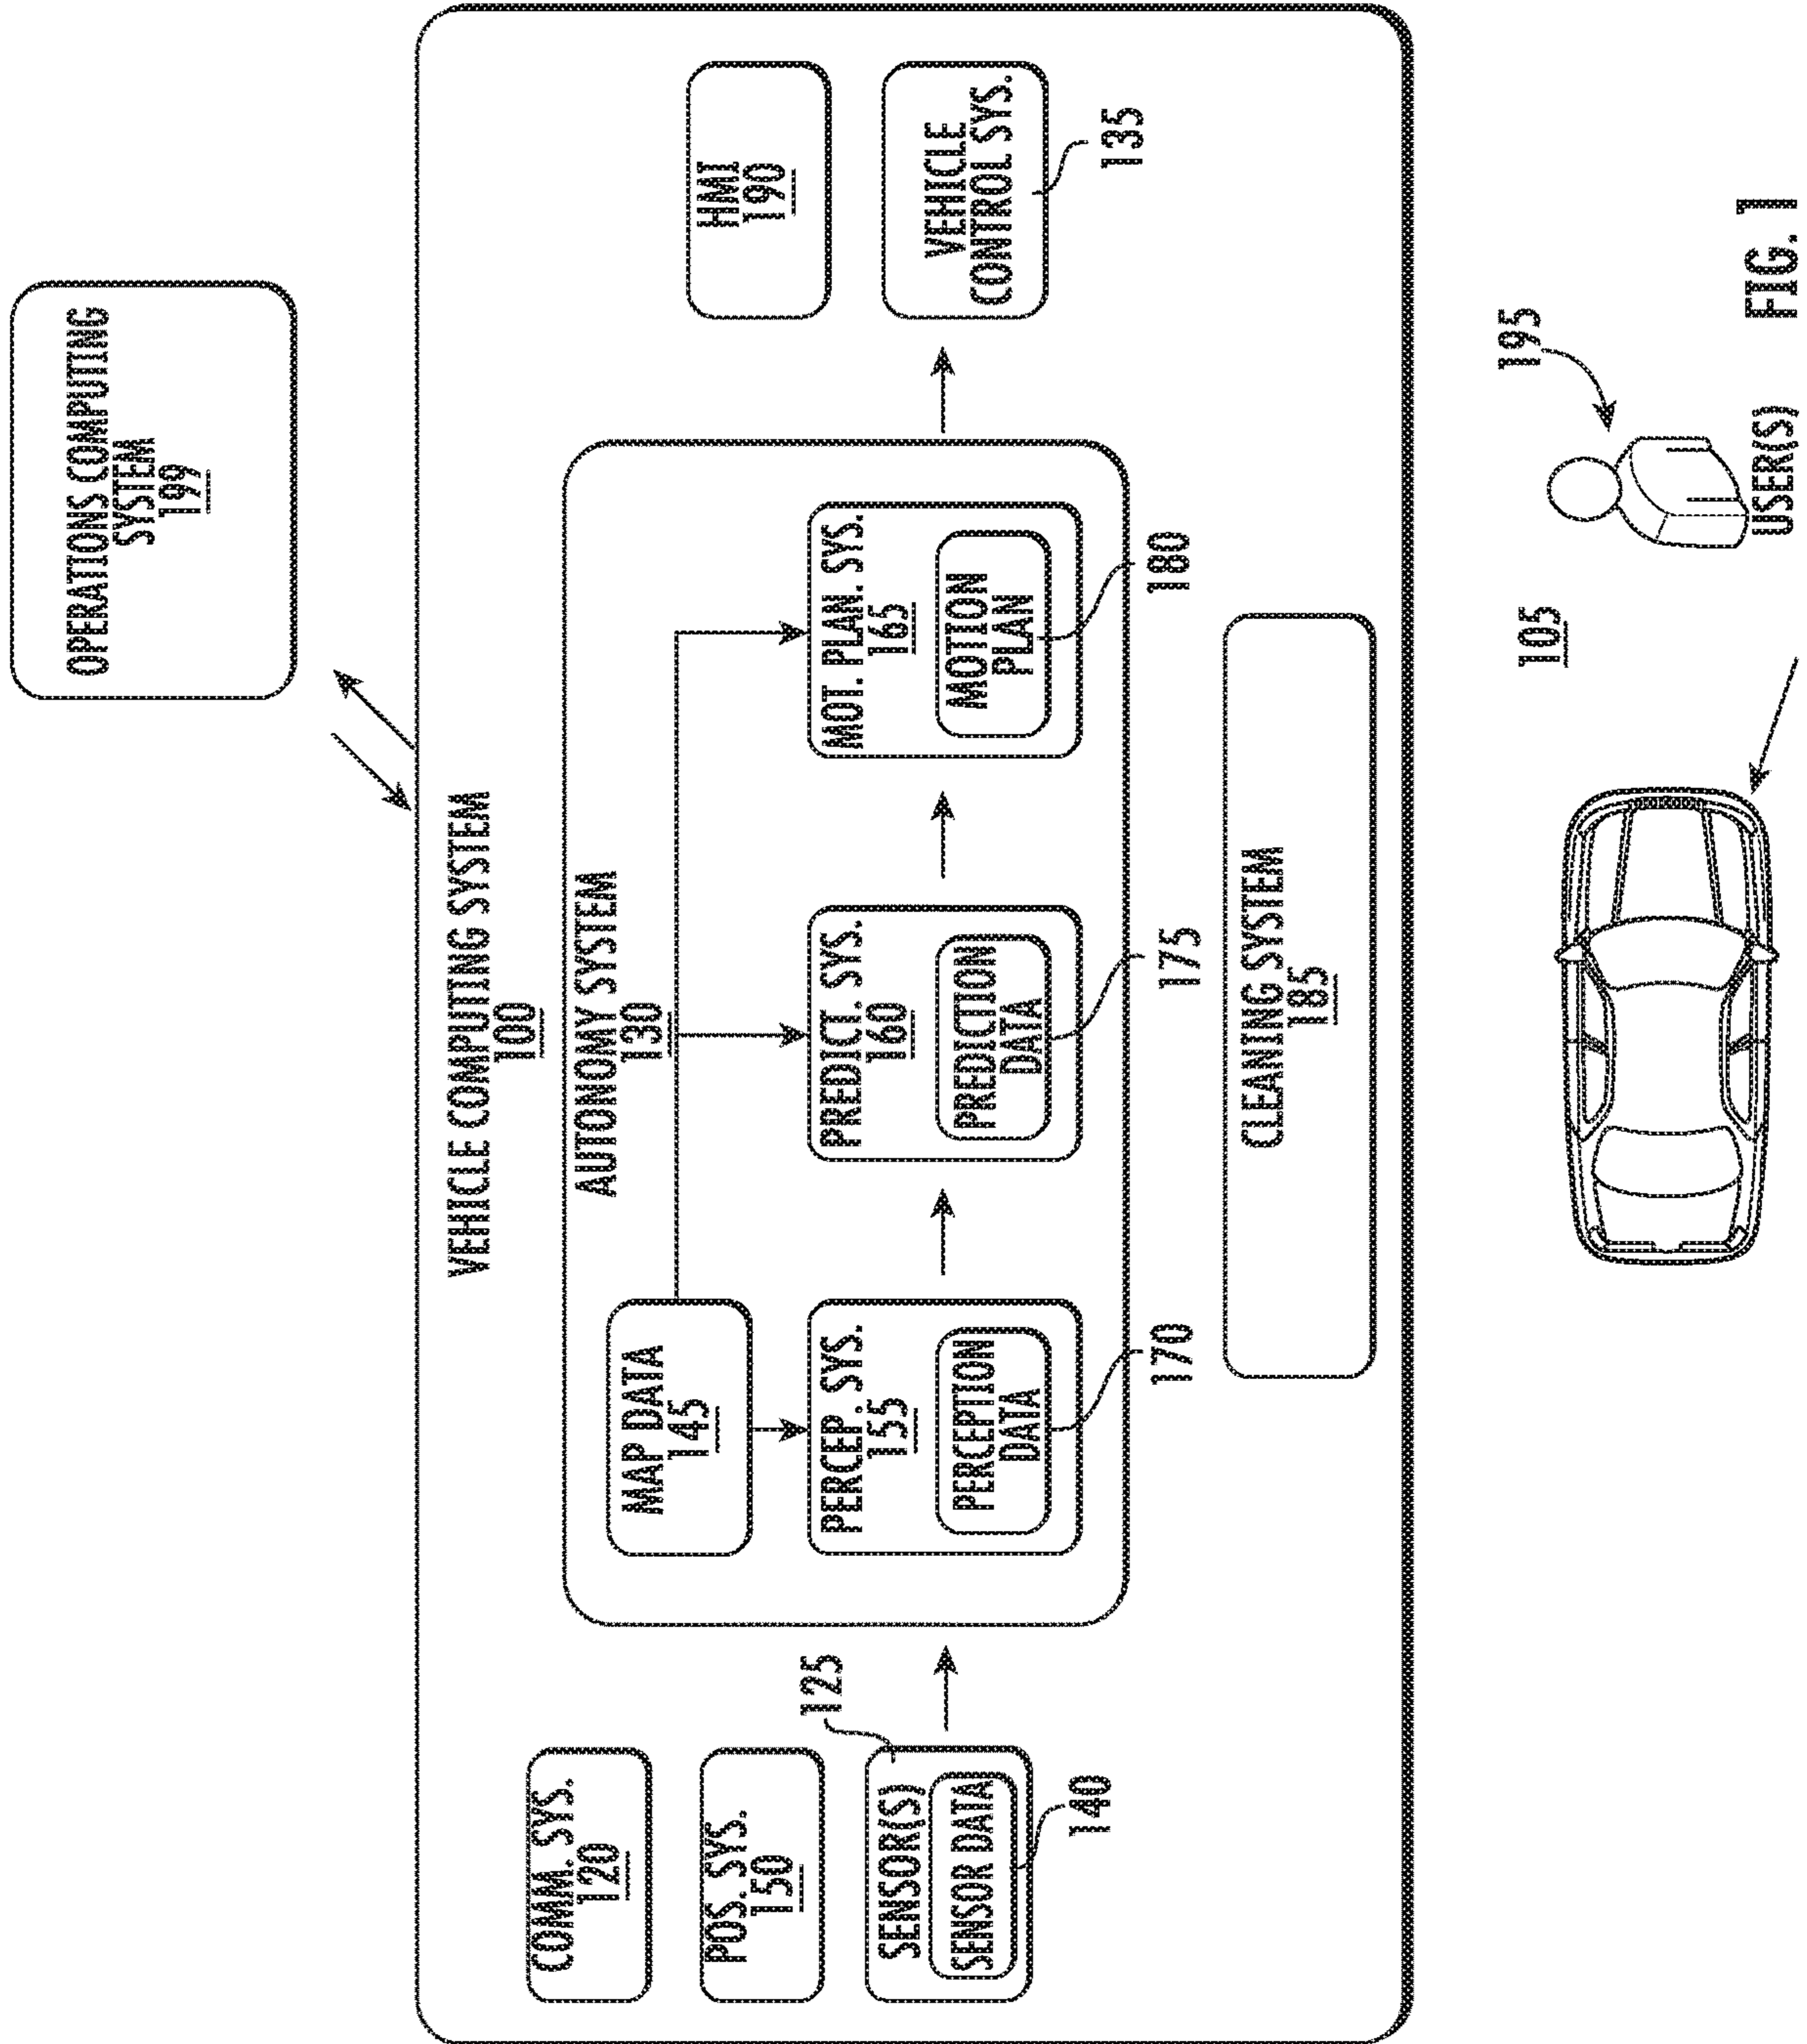 OPERATIONS COMPUTING
SYSTEM
199
VEHICLE COMPUTING SYSTEM
100
AUTONOMY SYSTEM
130
COMM. SYS.
120
POS. SYS.
150
SENSOR(S)
125
SENSOR DATA
140
MAP DATA
145
PERCEP. SYS.
155
PERCEPTION
DATA
170
PREDICT. SYS.
160
PREDICTION
DATA
175
MOT. PLAN. SYS.
165
MOTION
PLAN
180
HMI
190
VEHICLE
CONTROL SYS.
135
CLEANING SYSTEM
185
105
195
USER(S)
FIG. 1